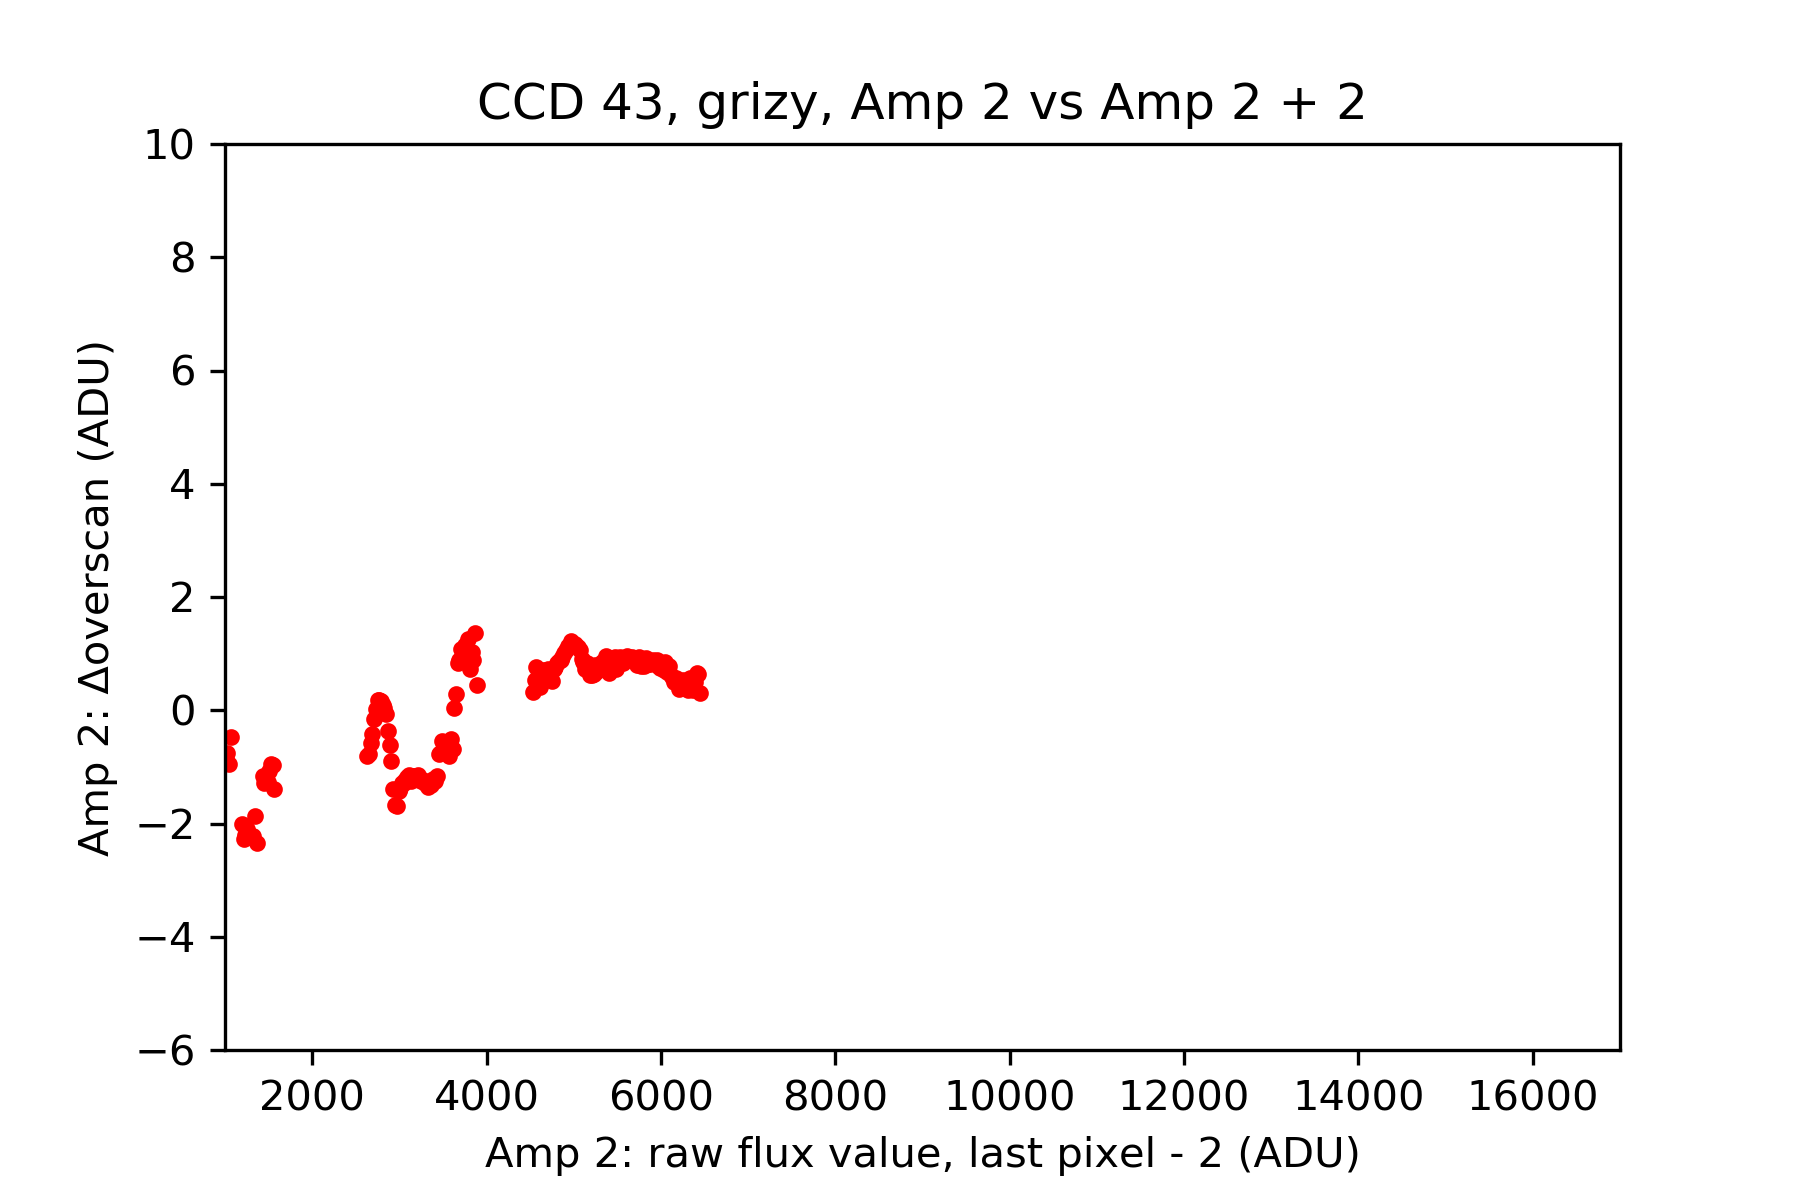 CCD 43, grizy, Amp 2 vs Amp 2 + 2
Amp 2: Δoverscan (ADU)
10
8
6
4
2
0
−2
−4
−6
2000 4000 6000 8000 10000 12000 14000 16000
Amp 2: raw flux value, last pixel - 2 (ADU)